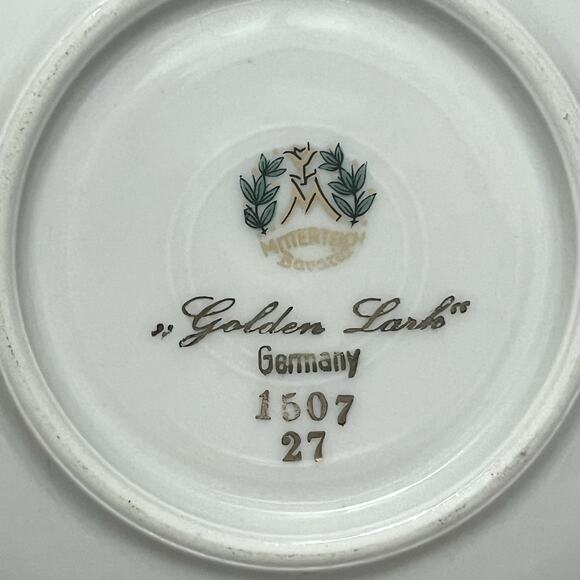 M
MITTERTEICH
Bavaria
„Golden Lark“
Germany
1507
27